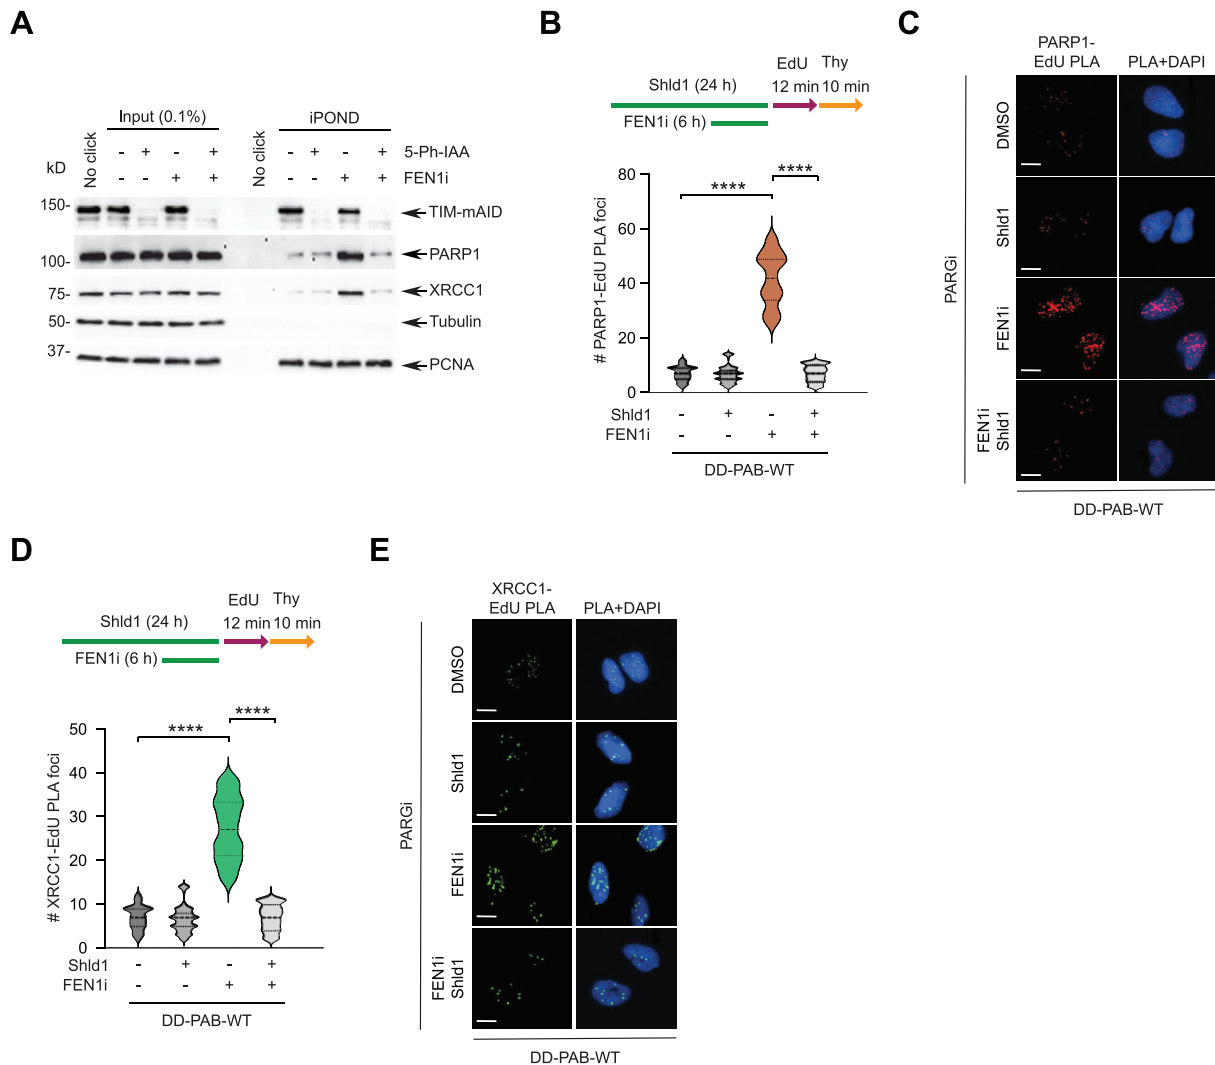 A
Input (0.1%)
iPOND
kD
No click
- + - +
No click
- + - + 5-Ph-IAA
- - + +
- - + + FEN1i
150-
TIM-mAID
100-
PARP1
75-
XRCC1
50-
Tubulin
37-
PCNA
B
EdU Thy
Shld1 (24 h) 12 min 10 min
FEN1i (6 h)
# PARP1-EdU PLA foci
80
60
40
20
0
**** ****
Shld1 - + - +
FEN1i - - + +
DD-PAB-WT
C
PARP1-
EdU PLA PLA+DAPI
PARGi
DMSO
Shld1
FEN1i
FEN1i
Shld1
DD-PAB-WT
D
EdU Thy
Shld1 (24 h) 12 min 10 min
FEN1i (6 h)
# XRCC1-EdU PLA foci
50
40
30
20
10
0
**** ****
Shld1 - + - +
FEN1i - - + +
DD-PAB-WT
E
XRCC1-
EdU PLA PLA+DAPI
PARGi
DMSO
Shld1
FEN1i
FEN1i
Shld1
DD-PAB-WT